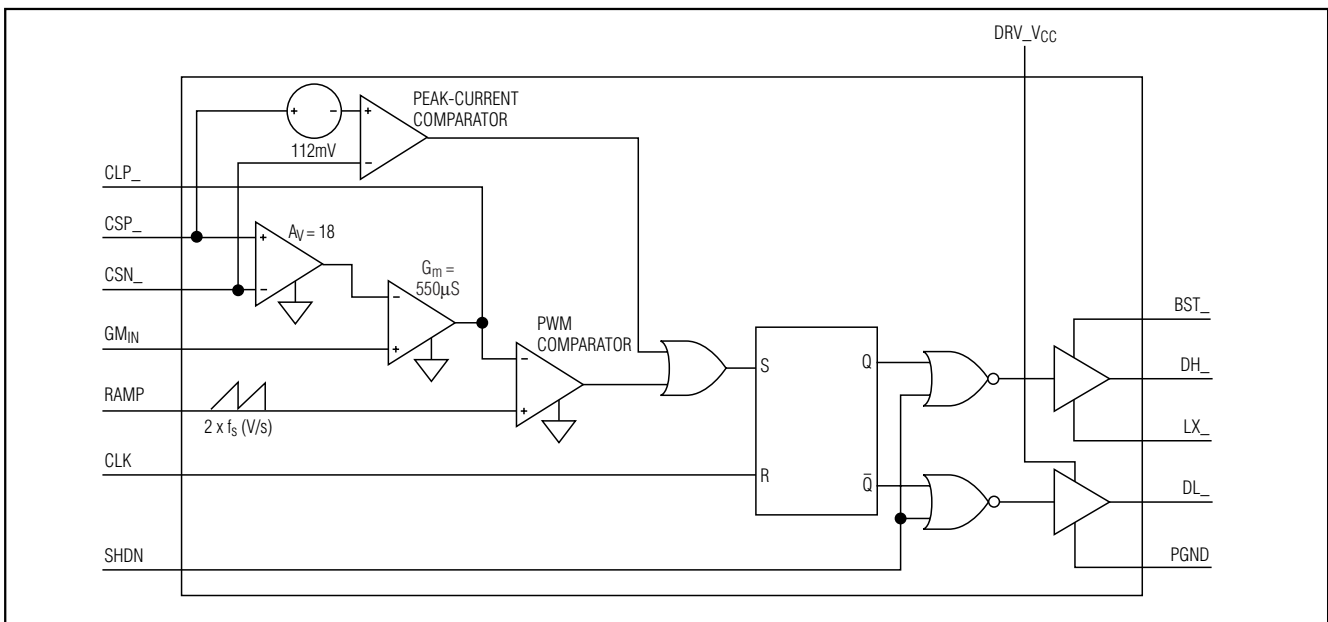 DRV_VCC
PEAK-CURRENT
COMPARATOR
+
-
+
-
112mV
CLP_
CSP_
AV = 18
+
-
CSN_
Gm =
550µS
-
+
GMIN
PWM
COMPARATOR
-
+
RAMP
2 x fs (V/s)
CLK
S
R
Q
Q̄
SHDN
BST_
DH_
LX_
DL_
PGND